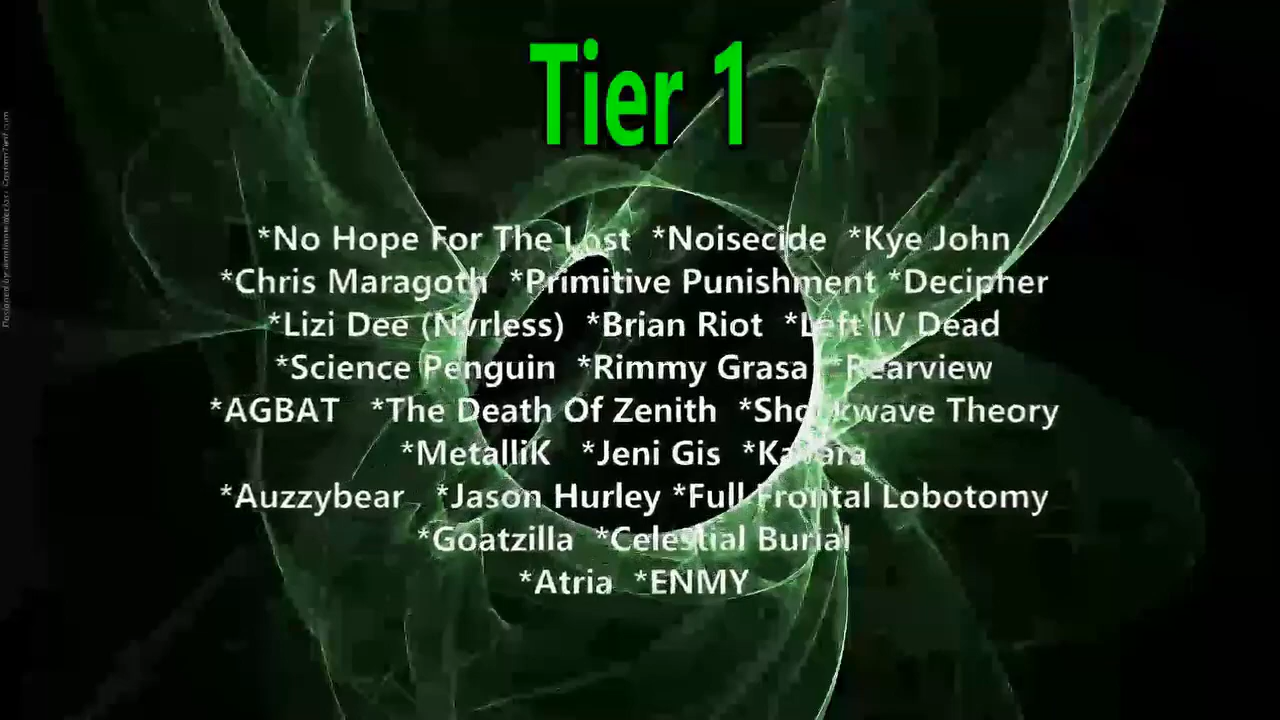 Tier 1
*No Hope For The Lost *Noisecide *Kye John
*Chris Maragoth *Primitive Punishment *Decipher
*Lizi Dee (Nvrless) *Brian Riot *Left IV Dead
*Science Penguin *Rimmy Grasa *Rearview
*AGBAT *The Death Of Zenith *Shockwave Theory
*MetalliK *Jeni Gis
*Auzzybear *Jason Hurley *Full Frontal Lobotomy
*Goatzilla *Celestial Burial
*Atria *ENMY